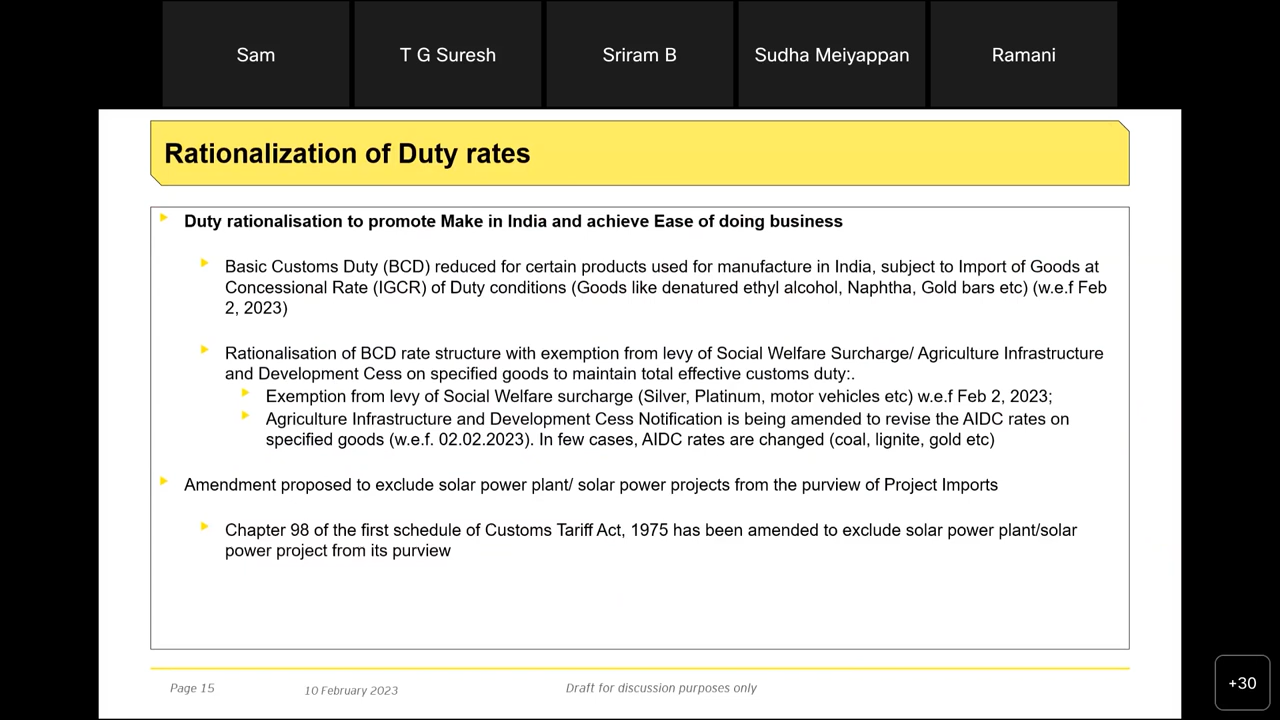 Sam
T G Suresh
Sriram B
Sudha Meiyappan
Ramani
Rationalization of Duty rates
Duty rationalisation to promote Make in India and achieve Ease of doing business
Basic Customs Duty (BCD) reduced for certain products used for manufacture in India, subject to Import of Goods at
Concessional Rate (IGCR) of Duty conditions (Goods like denatured ethyl alcohol, Naphtha, Gold bars etc) (w.e.f Feb
2, 2023)
Rationalisation of BCD rate structure with exemption from levy of Social Welfare Surcharge/ Agriculture Infrastructure
and Development Cess on specified goods to maintain total effective customs duty:.
Exemption from levy of Social Welfare surcharge (Silver, Platinum, motor vehicles etc) w.e.f Feb 2, 2023;
Agriculture Infrastructure and Development Cess Notification is being amended to revise the AIDC rates on
specified goods (w.e.f. 02.02.2023). In few cases, AIDC rates are changed (coal, lignite, gold etc)
Amendment proposed to exclude solar power plant/ solar power projects from the purview of Project Imports
Chapter 98 of the first schedule of Customs Tariff Act, 1975 has been amended to exclude solar power plant/solar
power project from its purview
Page 15
10 February 2023
Draft for discussion purposes only
+30